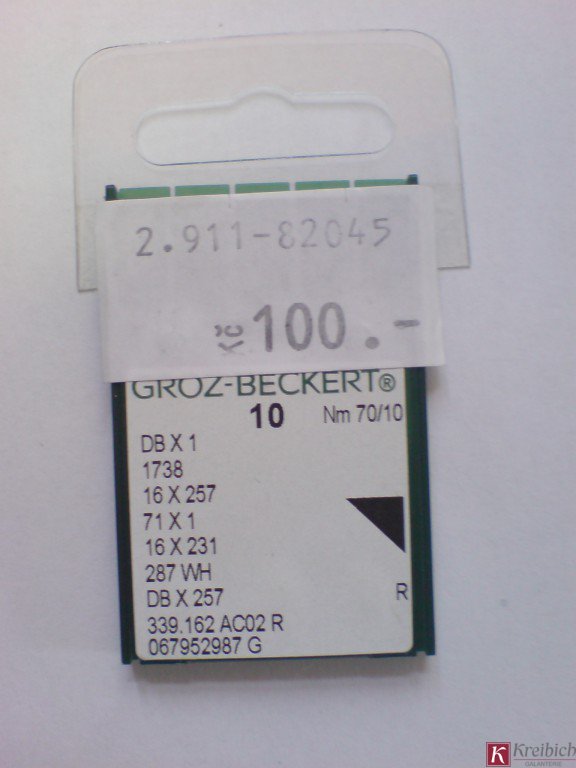 2.911-82045
Kč 100.-
GROZ-BECKERT®
10 Nm 70/10
DB X 1
1738
16 X 257
71 X 1
16 X 231
287 WH
DB X 257
R
339.162 AC02 R
067952987 G
K Kreibich
GALANTERIE